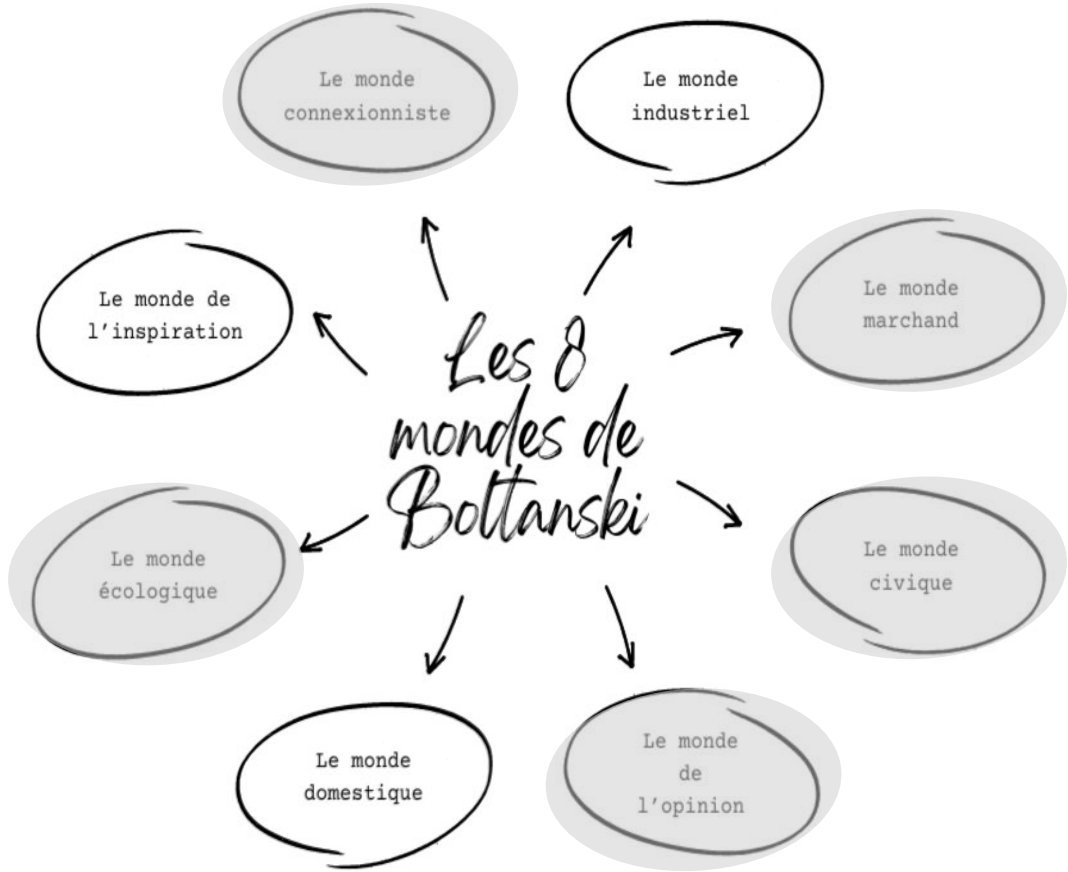 Le monde
connexionniste
Le monde
industriel
Le monde de
l'inspiration
Le monde
marchand
Les 8
mondes de
Boltanski
Le monde
écologique
Le monde
civique
Le monde
domestique
Le monde
de
l'opinion